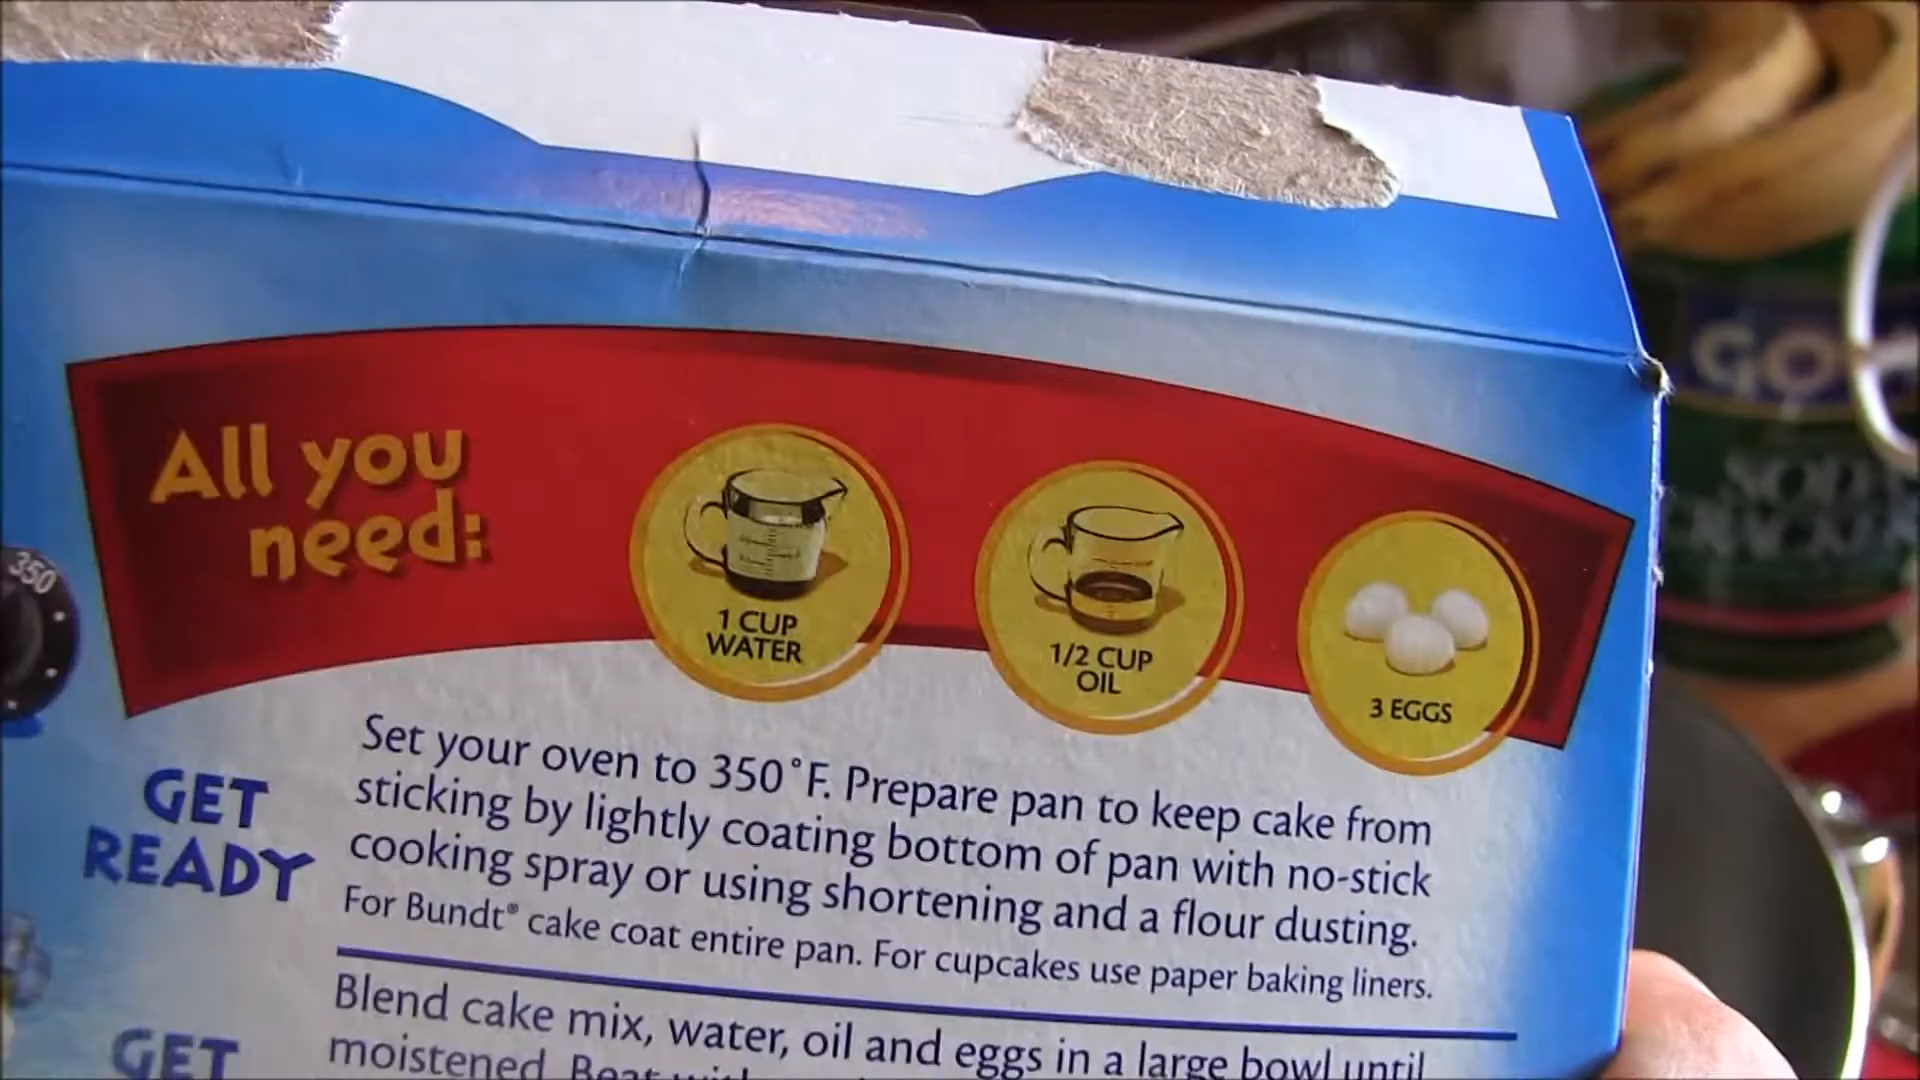 All you
need:
1 CUP
WATER
1/2 CUP
OIL
3 EGGS
350
GET
READY
Set your oven to 350°F. Prepare pan to keep cake from
sticking by lightly coating bottom of pan with no-stick
cooking spray or using shortening and a flour dusting.
For Bundt® cake coat entire pan. For cupcakes use paper baking liners.
GET
Blend cake mix, water, oil and eggs in a large bowl until
moistened. Beat
GO